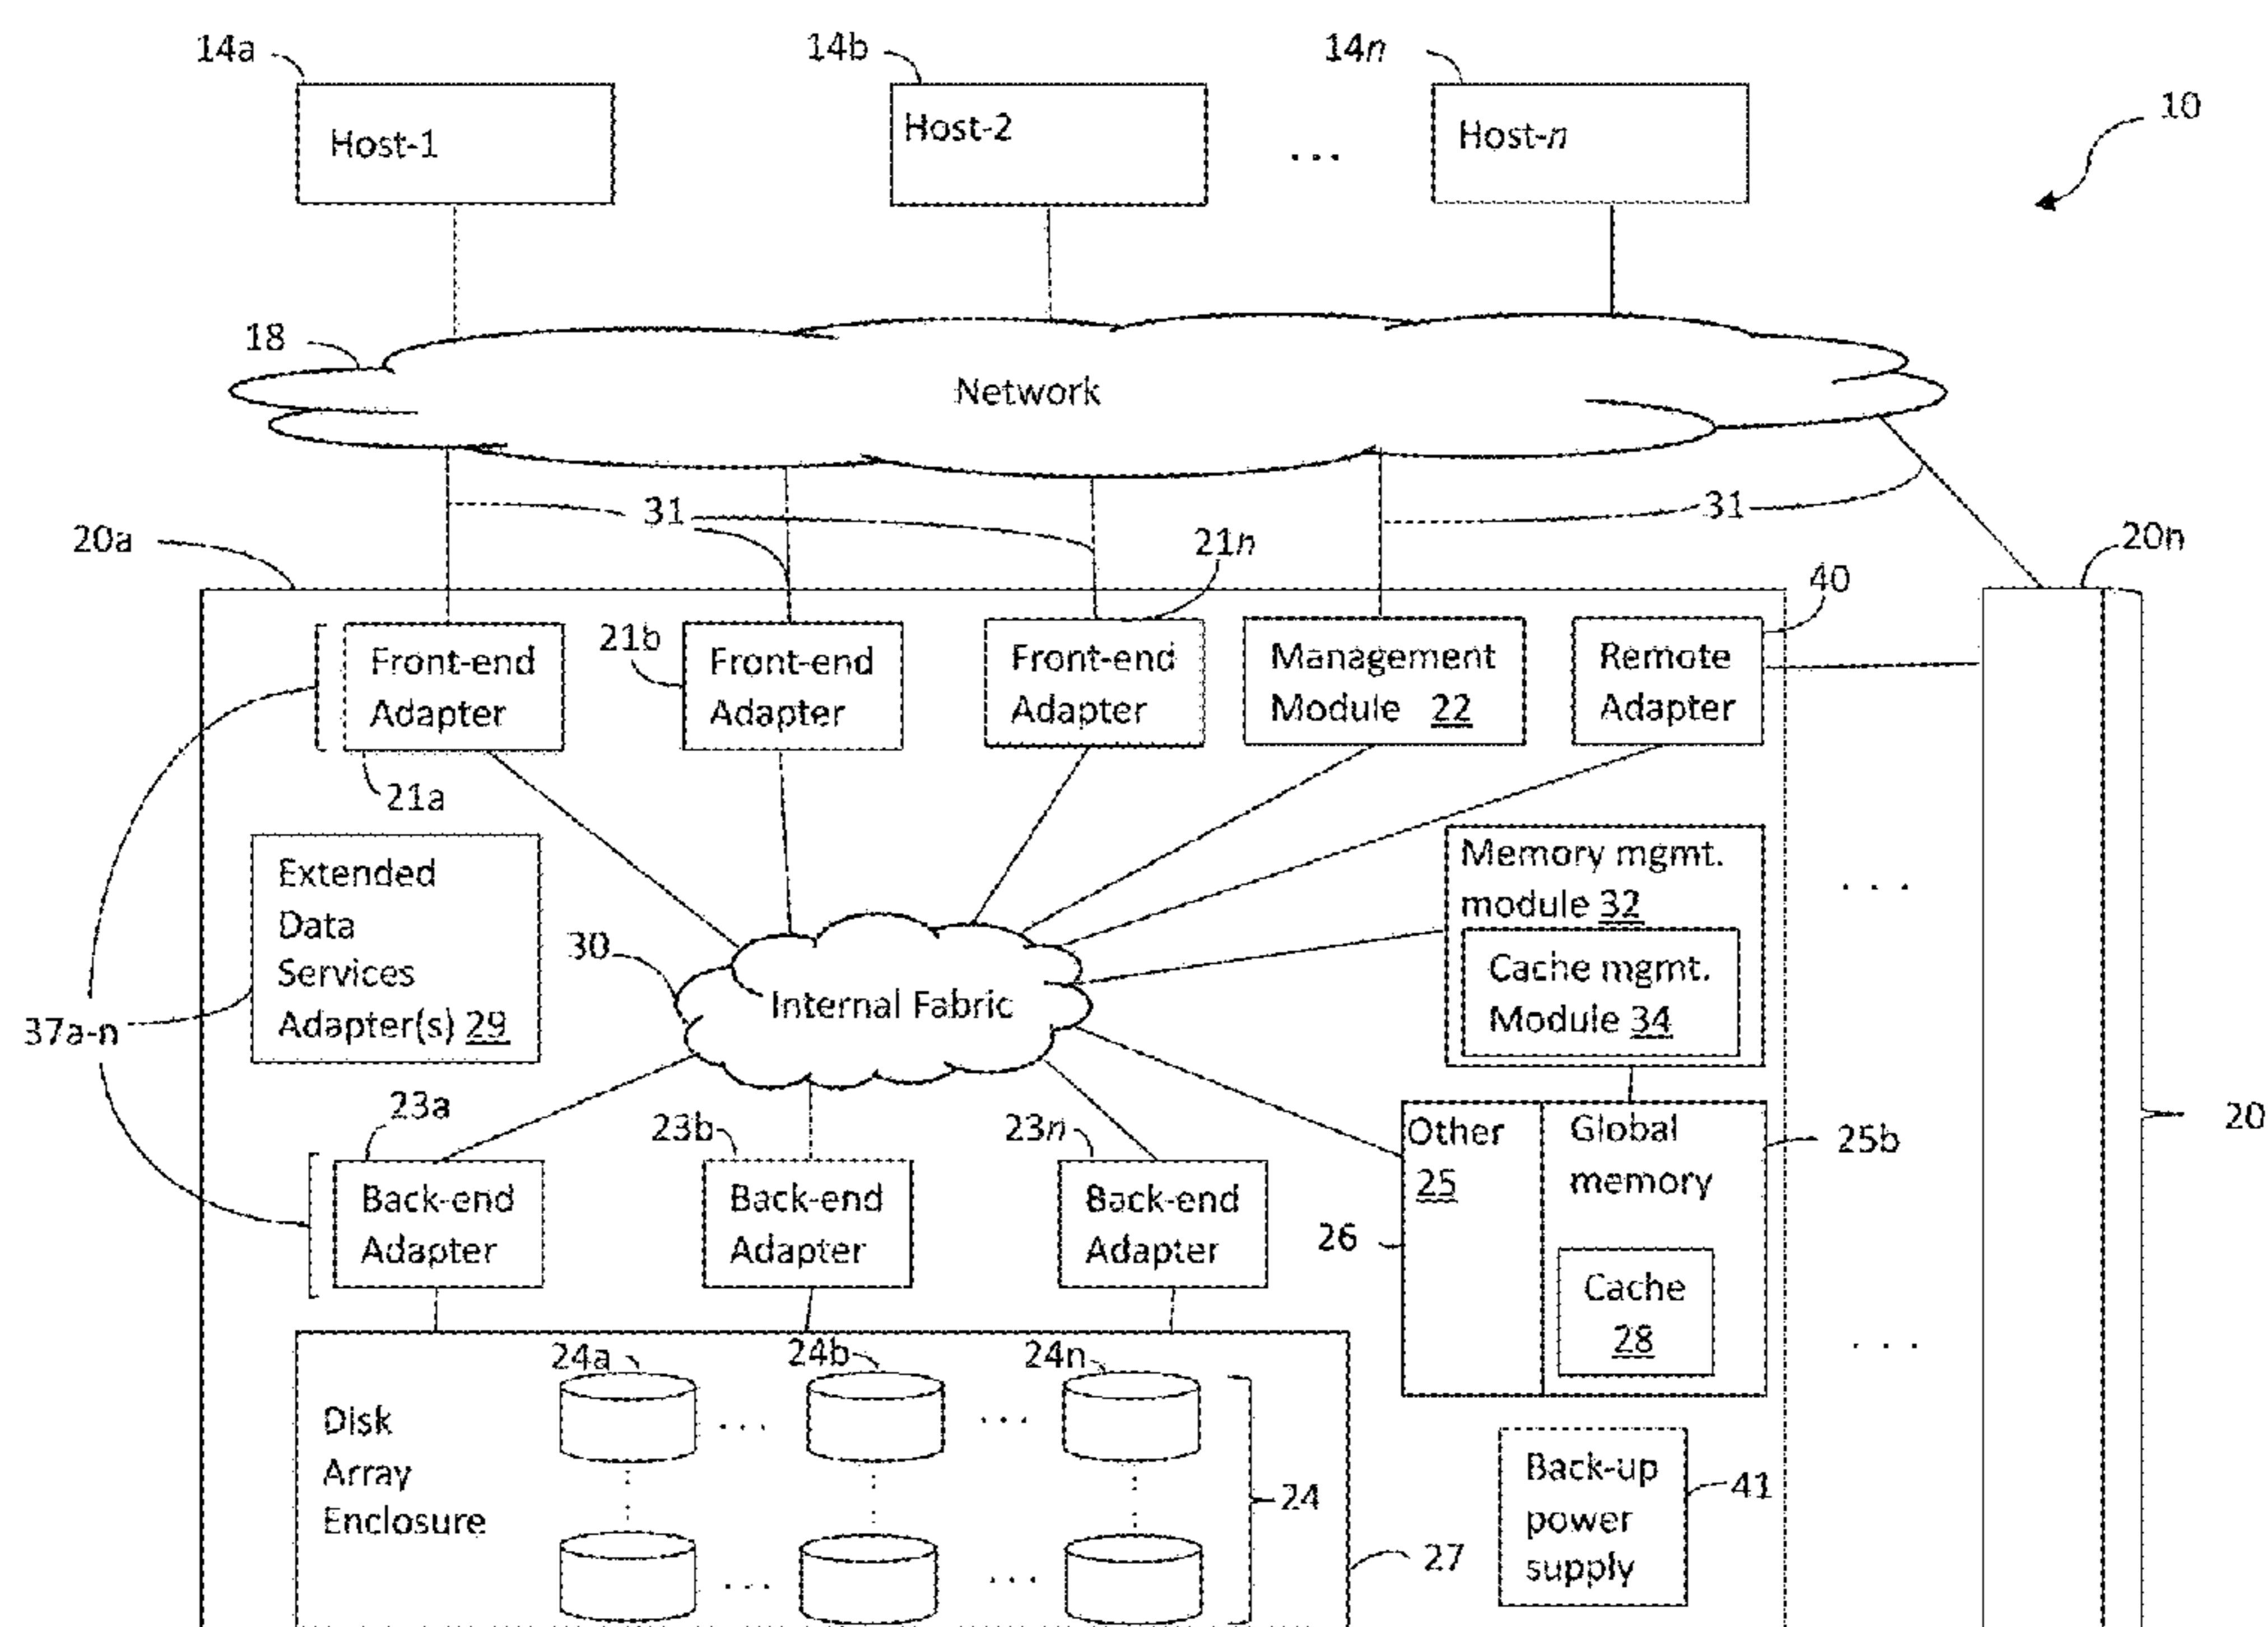 14a
14b
14n
10
Host-1
Host-2
...
Host-n
18
Network
31
31
20a
20n
21n
40
21b
Front-end
Adapter
Front-end
Adapter
Front-end
Adapter
Management
Module 22
Remote
Adapter
21a
Extended
Data
Services
Adapter(s) 29
Memory mgmt.
module 32
Cache mgmt.
Module 34
...
30
Internal Fabric
37a-n
23a
23b
23n
Other
25
Global
memory
25b
20
Back-end
Adapter
Back-end
Adapter
Back-end
Adapter
26
Cache
28
...
24a
24b
24n
Disk
Array
Enclosure
... ...
... ...
24
27
Back-up
power
supply
41